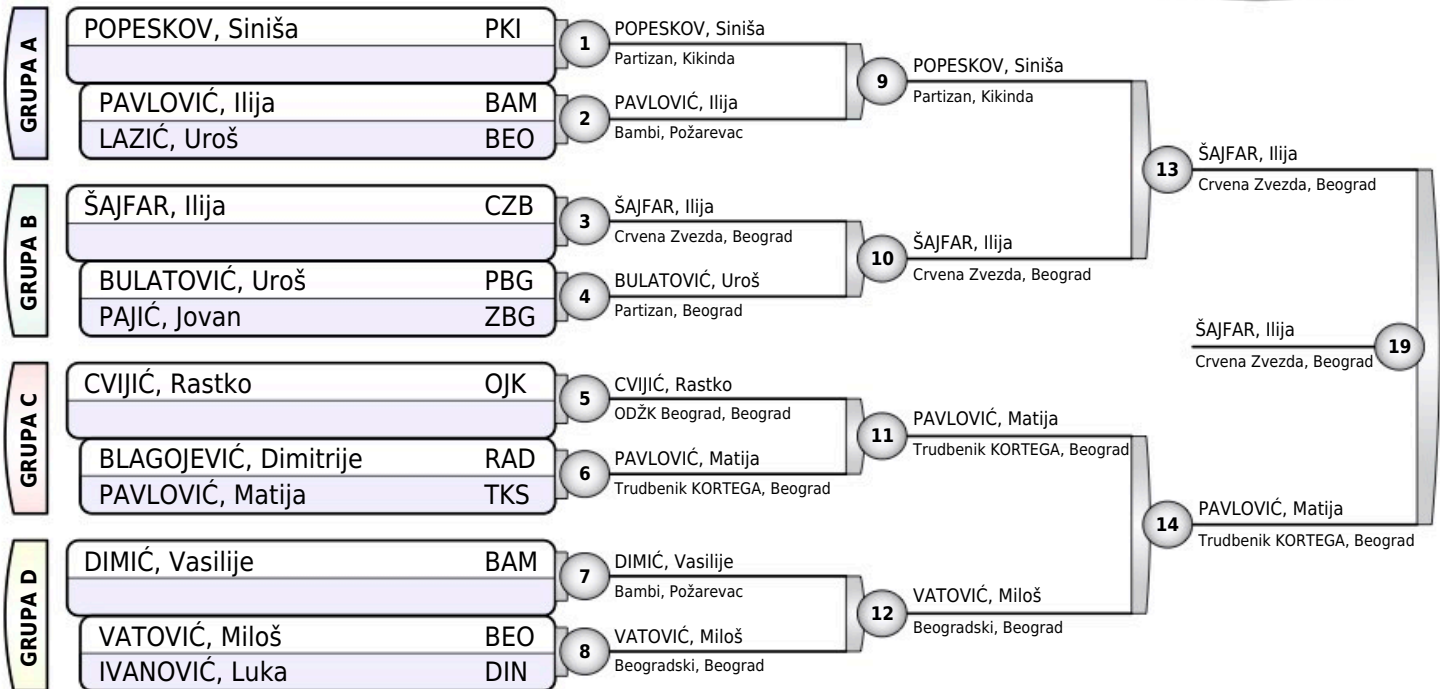 GRUPA A
POPESKOV, Siniša PKI
PAVLOVIĆ, Ilija BAM
LAZIĆ, Uroš BEO
1
POPESKOV, Siniša
Partizan, Kikinda
2
PAVLOVIĆ, Ilija
Bambi, Požarevac
9
POPESKOV, Siniša
Partizan, Kikinda
GRUPA B
ŠAJFAR, Ilija CZB
BULATOVIĆ, Uroš PBG
PAJIĆ, Jovan ZBG
3
ŠAJFAR, Ilija
Crvena Zvezda, Beograd
4
BULATOVIĆ, Uroš
Partizan, Beograd
10
ŠAJFAR, Ilija
Crvena Zvezda, Beograd
13
ŠAJFAR, Ilija
Crvena Zvezda, Beograd
GRUPA C
CVIJIĆ, Rastko OJK
BLAGOJEVIĆ, Dimitrije RAD
PAVLOVIĆ, Matija TKS
5
CVIJIĆ, Rastko
ODŽK Beograd, Beograd
6
PAVLOVIĆ, Matija
Trudbenik KORTEGA, Beograd
11
PAVLOVIĆ, Matija
Trudbenik KORTEGA, Beograd
GRUPA D
DIMIĆ, Vasilije BAM
VATOVIĆ, Miloš BEO
IVANOVIĆ, Luka DIN
7
DIMIĆ, Vasilije
Bambi, Požarevac
8
VATOVIĆ, Miloš
Beogradski, Beograd
12
VATOVIĆ, Miloš
Beogradski, Beograd
14
PAVLOVIĆ, Matija
Trudbenik KORTEGA, Beograd
ŠAJFAR, Ilija
Crvena Zvezda, Beograd
19